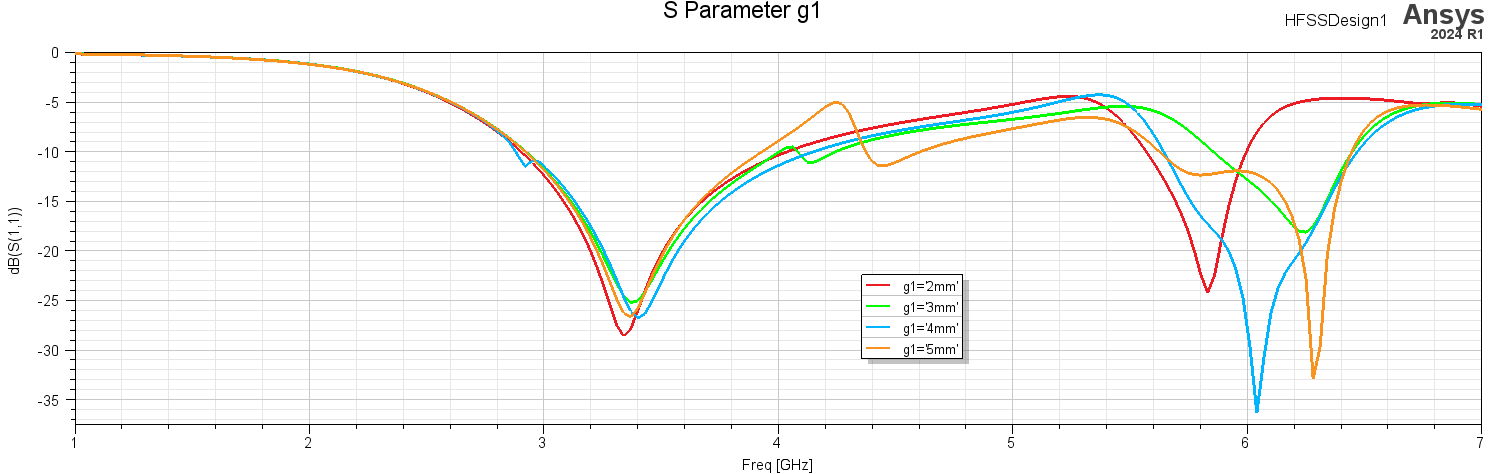 S Parameter g1
HFSSDesign1
Ansys
2024 R1
0
-5
-10
-15
-20
-25
-30
-35
dB(S(1,1))
g1='2mm'
g1='3mm'
g1='4mm'
g1='5mm'
1 2 3 4 5 6 7
Freq [GHz]